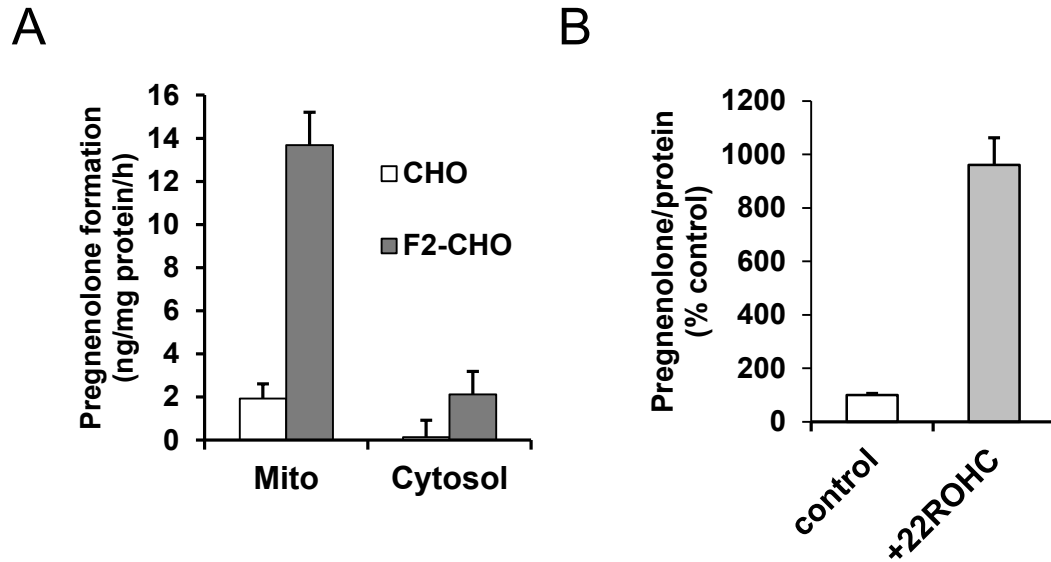 A
Pregnenolone formation
(ng/mg protein/h)
16
14
12
10
8
6
4
2
0
CHO
F2-CHO
Mito
Cytosol
B
Pregnenolone/protein
(% control)
1200
1000
800
600
400
200
0
control
+22ROHC